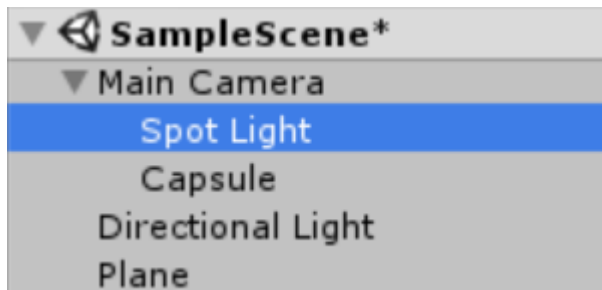 SampleScene*
Main Camera
Spot Light
Capsule
Directional Light
Plane